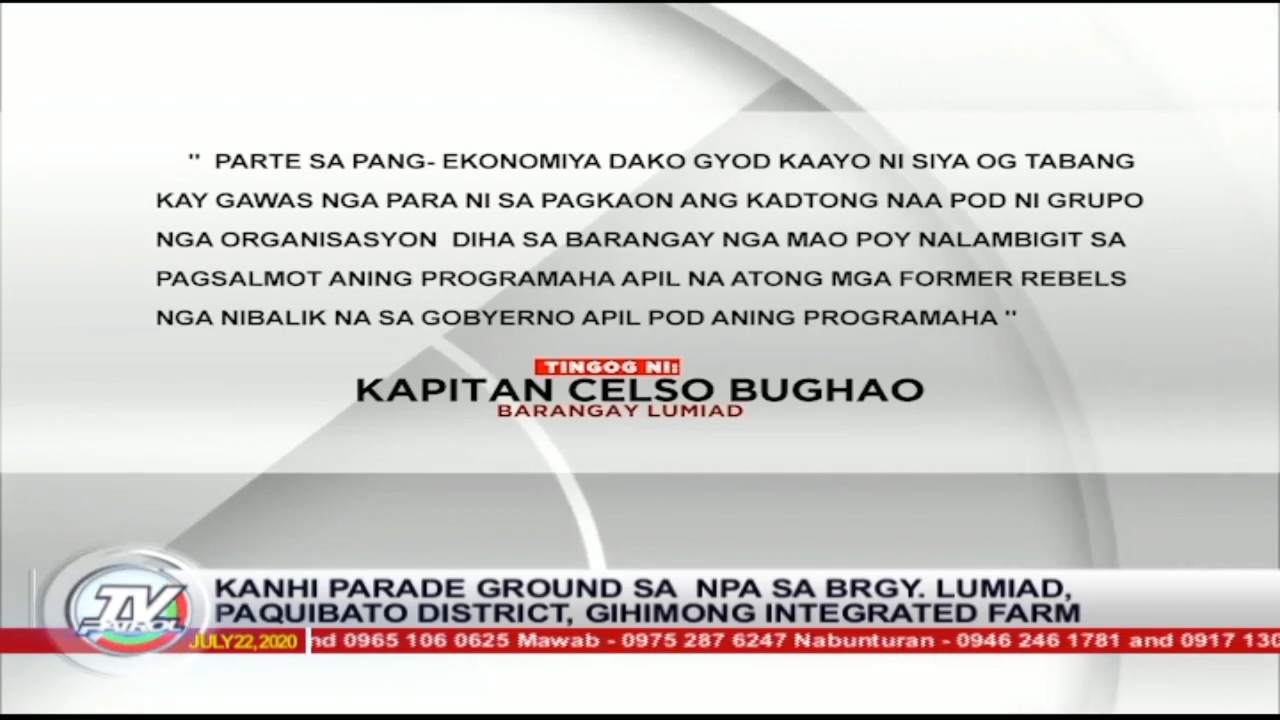 " PARTE SA PANG- EKONOMIYA DAKO GYOD KAAYO NI SIYA OG TABANG
KAY GAWAS NGA PARA NI SA PAGKAON ANG KADTONG NAA POD NI GRUPO
NGA ORGANISASYON DIHA SA BARANGAY NGA MAO POY NALAMBIGIT SA
PAGSALMOT ANING PROGRAMAHA APIL NA ATONG MGA FORMER REBELS
NGA NIBALIK NA SA GOBYERNO APIL POD ANING PROGRAMAHA "
TINGOG NI:
KAPITAN CELSO BUGHAO
BARANGAY LUMIAD
KANHI PARADE GROUND SA NPA SA BRGY. LUMIAD,
PAQUIBATO DISTRICT, GIHIMONG INTEGRATED FARM
TV PATROL
JULY 22, 2020
0965 106 0625 Mawab - 0975 287 6247 Nabunturan - 0946 246 1781 and 0917